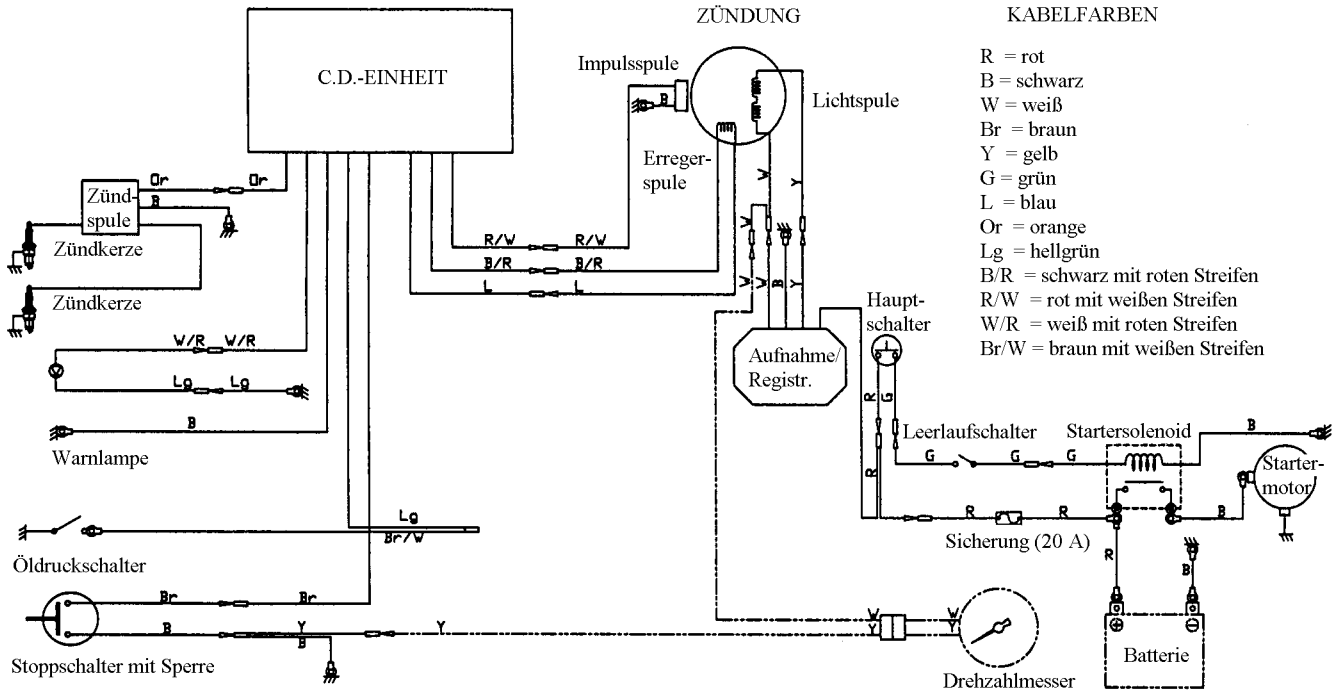 ZÜNDUNG
KABELFARBEN
R = rot
B = schwarz
W = weiß
Br = braun
Y = gelb
G = grün
L = blau
Or = orange
Lg = hellgrün
B/R = schwarz mit roten Streifen
R/W = rot mit weißen Streifen
W/R = weiß mit roten Streifen
Br/W = braun mit weißen Streifen
C.D.-EINHEIT
Impulsspule
B
Lichtspule
Erreger-
spule
W
Y
Or
Or
B
Zünd-
spule
Zündkerze
Zündkerze
R/W
R/W
B/R
B/R
L
L
W
W
W
B
Y
Haupt-
schalter
Aufnahme/
Registr.
W/R
W/R
Lg
Lg
B
Warnlampe
R
G
R
Leerlaufschalter
G
G
G
Startersolenoid
B
Starter-
motor
Lg
Br/W
Öldruckschalter
R
R
Sicherung (20 A)
B
R
B
Br
Br
B
Y
B
Y
Stoppschalter mit Sperre
W
Y
W
Y
Drehzahlmesser
+
−
Batterie